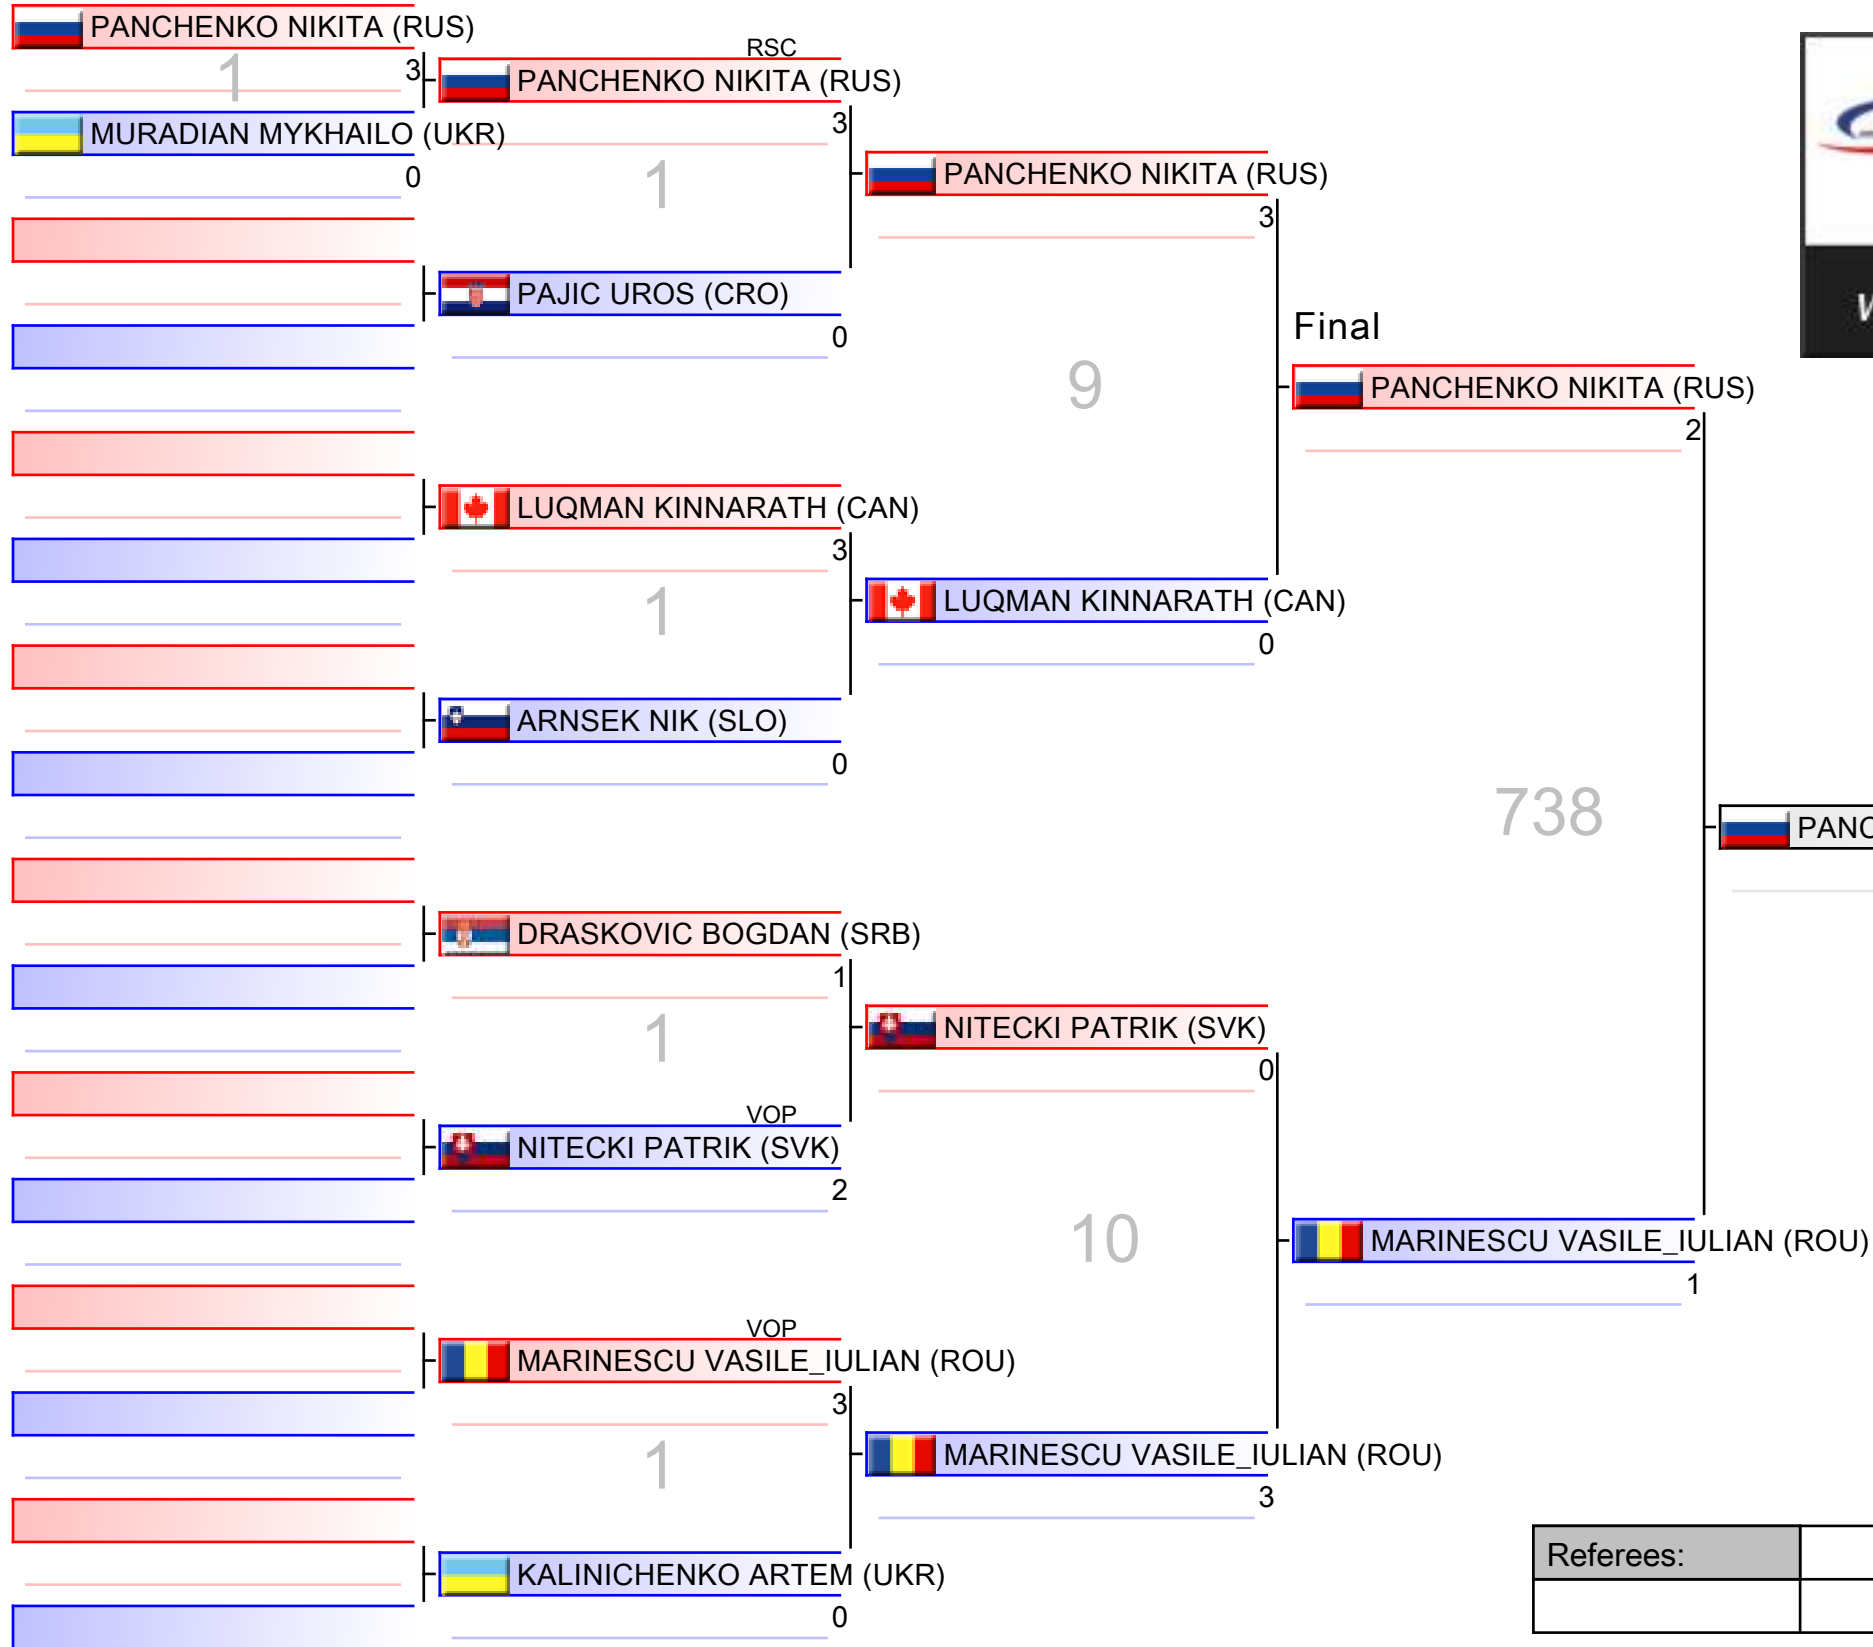 PANCHENKO NIKITA (RUS)
1
3
MURADIAN MYKHAILO (UKR)
0
RSC
PANCHENKO NIKITA (RUS)
3
1
PAJIC UROS (CRO)
0
LUQMAN KINNARATH (CAN)
3
1
ARNSEK NIK (SLO)
0
DRASKOVIC BOGDAN (SRB)
1
1
VOP
NITECKI PATRIK (SVK)
2
VOP
MARINESCU VASILE_IULIAN (ROU)
3
1
KALINICHENKO ARTEM (UKR)
0
PANCHENKO NIKITA (RUS)
3
9
LUQMAN KINNARATH (CAN)
0
NITECKI PATRIK (SVK)
0
10
MARINESCU VASILE_IULIAN (ROU)
3
Final
PANCHENKO NIKITA (RUS)
2
738
MARINESCU VASILE_IULIAN (ROU)
1
PANC
Referees: